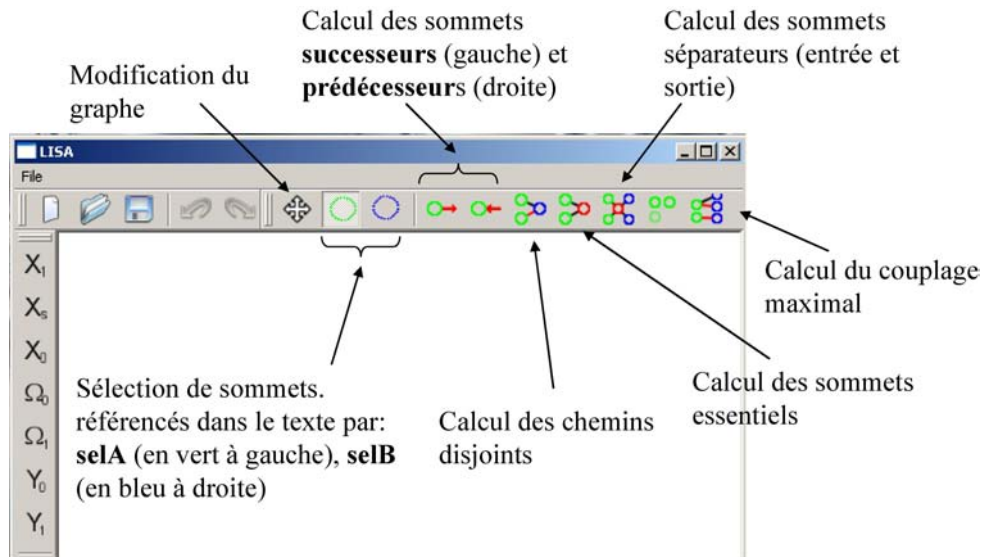 Calcul des sommets
successeurs (gauche) et
prédécesseurs (droite)
Calcul des sommets
séparateurs (entrée et
sortie)
Modification du
graphe
LISA
File
X₁
Xₛ
X₀
Ω₀
Ω₁
Y₀
Y₁
Calcul du couplage
maximal
Sélection de sommets.
référencés dans le texte par:
selA (en vert à gauche), selB
(en bleu à droite)
Calcul des chemins
disjoints
Calcul des sommets
essentiels